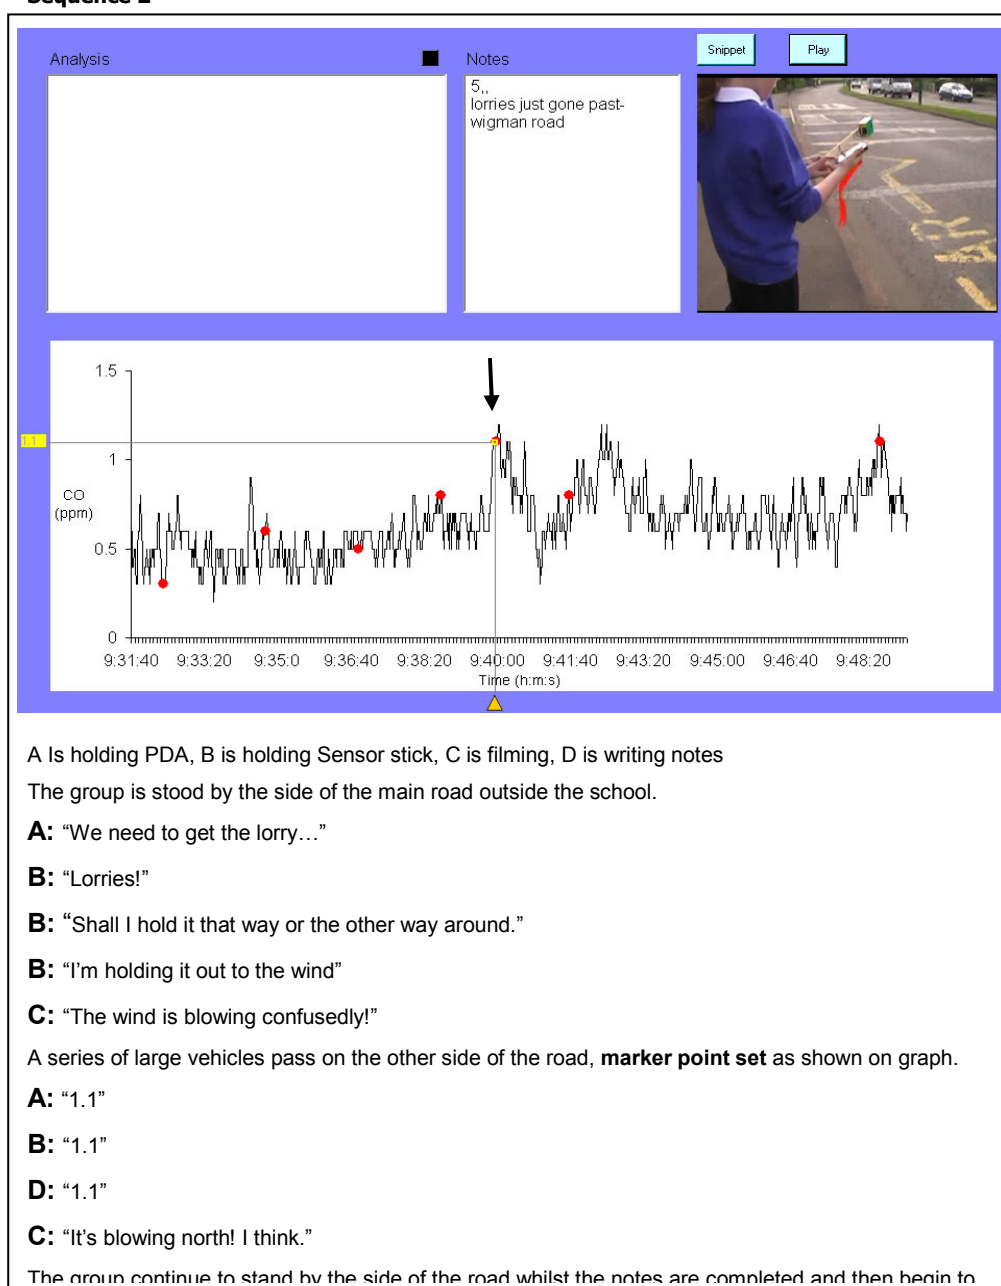 Sequence 2
Analysis
Notes
Snippet
Play
5,,
lorries just gone past-
wigman road
1.5
1.1
1
CO
(ppm)
0.5
0
9:31:40 9:33:20 9:35:0 9:36:40 9:38:20 9:40:00 9:41:40 9:43:20 9:45:00 9:46:40 9:48:20
Time (h:m:s)
A Is holding PDA, B is holding Sensor stick, C is filming, D is writing notes
The group is stood by the side of the main road outside the school.
A: “We need to get the lorry…”
B: “Lorries!”
B: “Shall I hold it that way or the other way around.”
B: “I’m holding it out to the wind”
C: “The wind is blowing confusedly!”
A series of large vehicles pass on the other side of the road, marker point set as shown on graph.
A: “1.1”
B: “1.1”
D: “1.1”
C: “It’s blowing north! I think.”
The group continue to stand by the side of the road whilst the notes are completed and then begin to